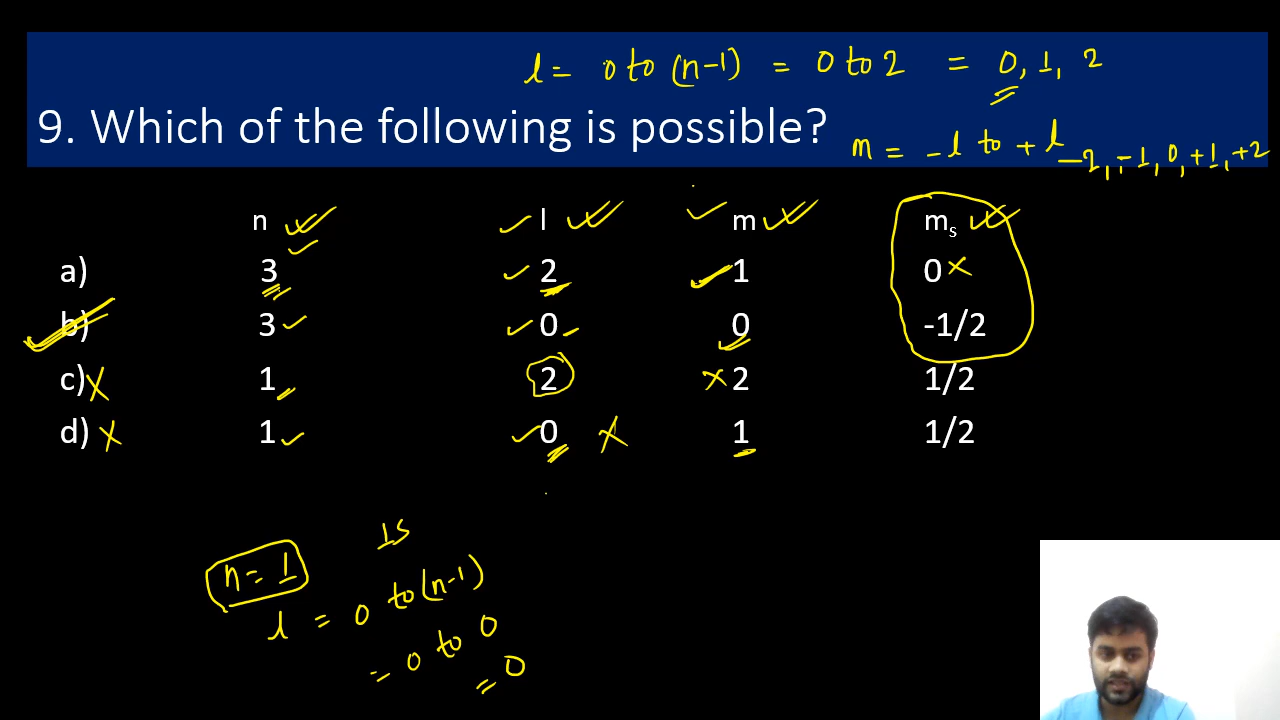 l = 0 to (n-1) = 0 to 2 = 0, 1, 2
9. Which of the following is possible?
m = -l to + l -2, -1, 0, +1, +2
n l m ms
a) 3 2 1 0
b) 3 0 0 -1/2
c) 1 2 2 1/2
d) 1 0 1 1/2
1s
n = 1
l = 0 to (n-1)
= 0 to 0
= 0